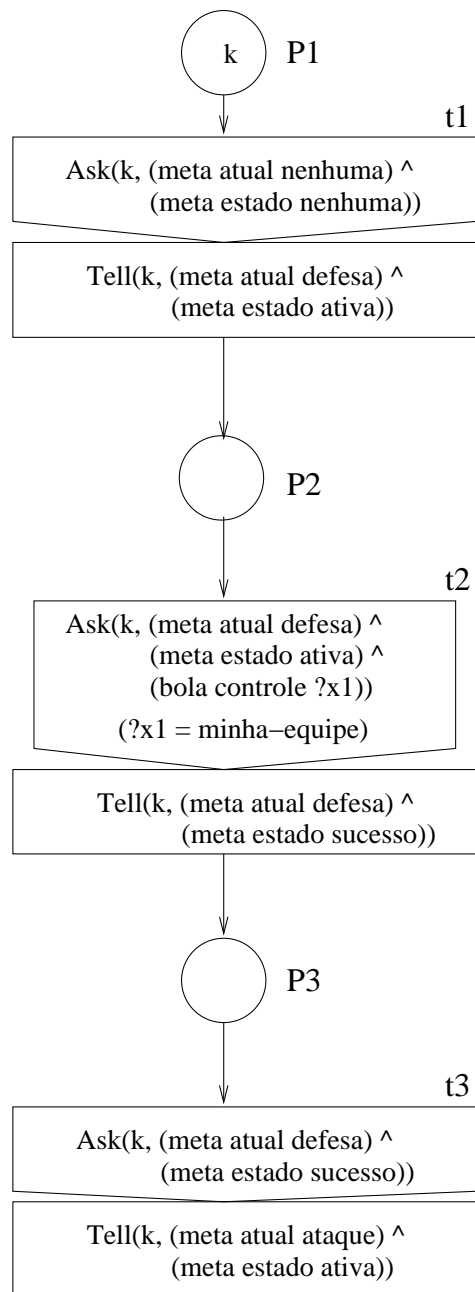 k P1
t1
Ask(k, (meta atual nenhuma) ^
(meta estado nenhuma))
Tell(k, (meta atual defesa) ^
(meta estado ativa))
P2
t2
Ask(k, (meta atual defesa) ^
(meta estado ativa) ^
(bola controle ?x1))
(?x1 = minha−equipe)
Tell(k, (meta atual defesa) ^
(meta estado sucesso))
P3
t3
Ask(k, (meta atual defesa) ^
(meta estado sucesso))
Tell(k, (meta atual ataque) ^
(meta estado ativa))